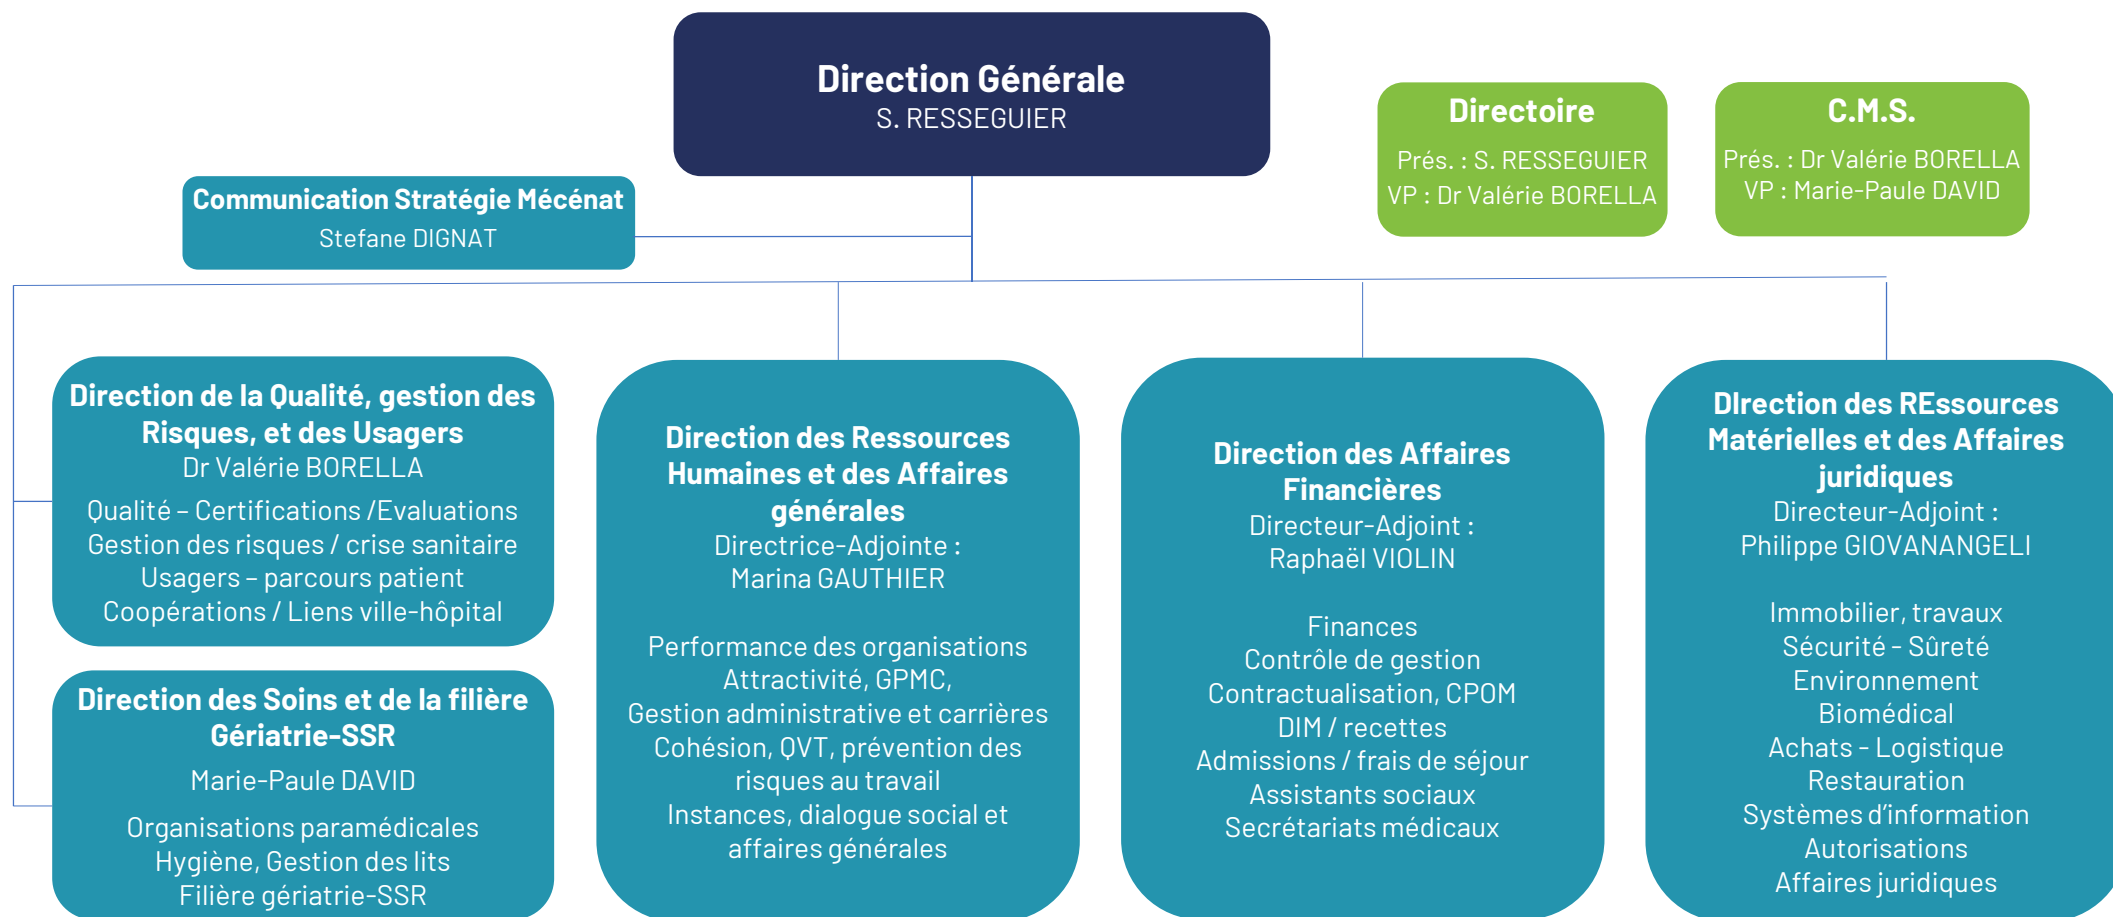 Direction Générale
S. RESSEGUIER
Directoire
Prés. : S. RESSEGUIER
VP : Dr Valérie BORELLA
C.M.S.
Prés. : Dr Valérie BORELLA
VP : Marie-Paule DAVID
Communication Stratégie Mécénat
Stefane DIGNAT
Direction de la Qualité, gestion des
Risques, et des Usagers
Dr Valérie BORELLA
Qualité – Certifications /Evaluations
Gestion des risques / crise sanitaire
Usagers – parcours patient
Coopérations / Liens ville-hôpital
Direction des Soins et de la filière
Gériatrie-SSR
Marie-Paule DAVID
Organisations paramédicales
Hygiène, Gestion des lits
Filière gériatrie-SSR
Direction des Ressources
Humaines et des Affaires
générales
Directrice-Adjointe :
Marina GAUTHIER
Performance des organisations
Attractivité, GPMC,
Gestion administrative et carrières
Cohésion, QVT, prévention des
risques au travail
Instances, dialogue social et
affaires générales
Direction des Affaires
Financières
Directeur-Adjoint :
Raphaël VIOLIN
Finances
Contrôle de gestion
Contractualisation, CPOM
DIM / recettes
Admissions / frais de séjour
Assistants sociaux
Secrétariats médicaux
DIrection des REssources
Matérielles et des Affaires
juridiques
Directeur-Adjoint :
Philippe GIOVANANGELI
Immobilier, travaux
Sécurité - Sûreté
Environnement
Biomédical
Achats - Logistique
Restauration
Systèmes d’information
Autorisations
Affaires juridiques